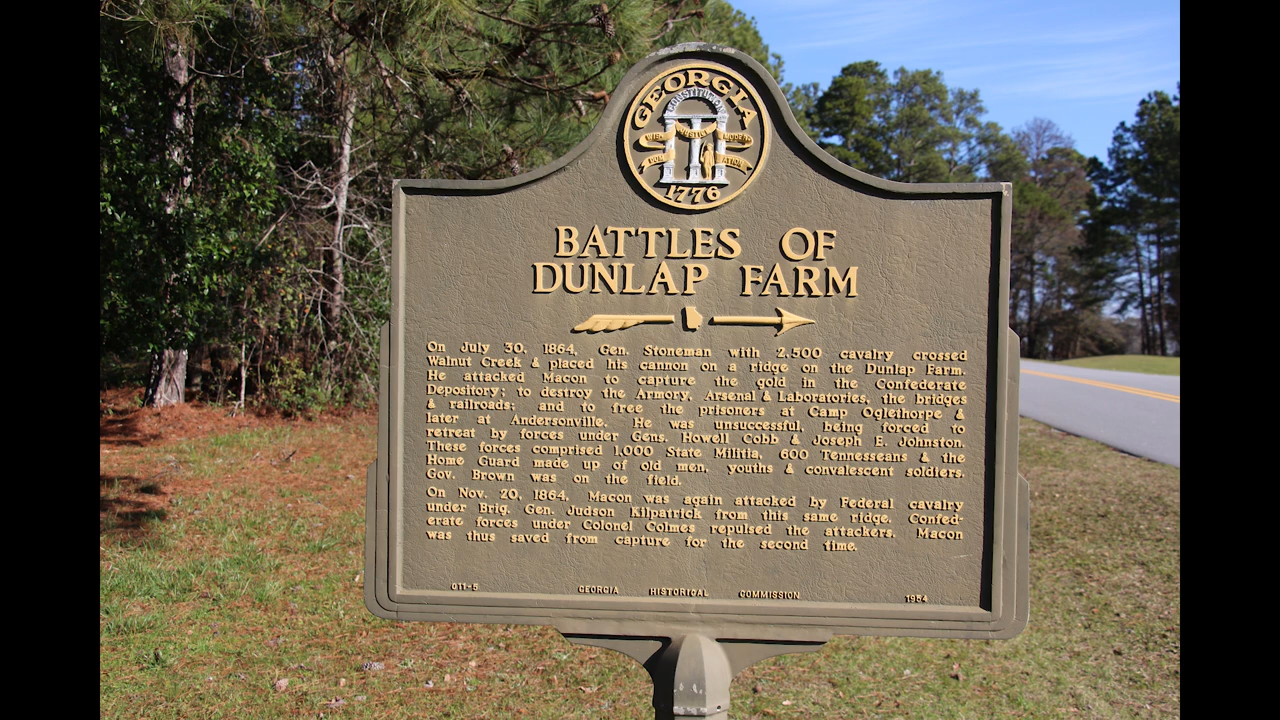 GEORGIA
CONSTITUTION
WISDOM JUSTICE MODERATION
1776
BATTLES OF
DUNLAP FARM
On July 30, 1864, Gen. Stoneman with 2,500 cavalry crossed
Walnut Creek & placed his cannon on a ridge on the Dunlap Farm.
He attacked Macon to capture the gold in the Confederate
Depository; to destroy the Armory, Arsenal & Laboratories, the bridges
& railroads; and to free the prisoners at Camp Oglethorpe &
later at Andersonville. He was unsuccessful, being forced to
retreat by forces under Gens. Howell Cobb & Joseph E. Johnston.
These forces comprised 1,000 State Militia, 600 Tennesseans & the
Home Guard made up of old men, youths & convalescent soldiers.
Gov. Brown was on the field.
On Nov. 20, 1864, Macon was again attacked by Federal cavalry
under Brig. Gen. Judson Kilpatrick from this same ridge. Confed-
erate forces under Colonel Colmes repulsed the attackers. Macon
was thus saved from capture for the second time.
011-5 GEORGIA HISTORICAL COMMISSION 1954